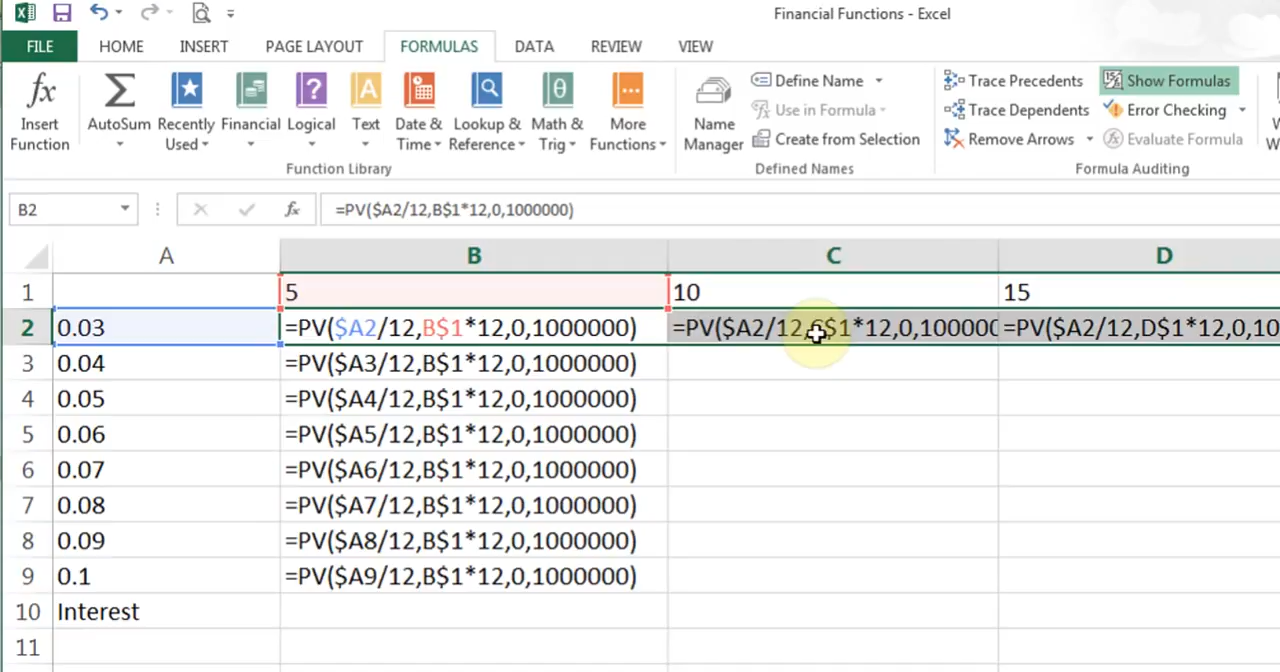 Financial Functions - Excel
FILE HOME INSERT PAGE LAYOUT FORMULAS DATA REVIEW VIEW
fx Σ ? A θ Define Name Trace Precedents Show Formulas
Insert AutoSum Recently Financial Logical Text Date & Lookup & Math & More Name Use in Formula Trace Dependents Error Checking
Function Used Time Reference Trig Functions Manager Create from Selection Remove Arrows fx Evaluate Formula
Function Library Defined Names Formula Auditing
B2 fx =PV($A2/12,B$1*12,0,1000000)
A B C D
1 5 10 15
2 0.03 =PV($A2/12,B$1*12,0,1000000) =PV($A2/12, $1*12,0,100000 =PV($A2/12,D$1*12,0,10
3 0.04 =PV($A3/12,B$1*12,0,1000000)
4 0.05 =PV($A4/12,B$1*12,0,1000000)
5 0.06 =PV($A5/12,B$1*12,0,1000000)
6 0.07 =PV($A6/12,B$1*12,0,1000000)
7 0.08 =PV($A7/12,B$1*12,0,1000000)
8 0.09 =PV($A8/12,B$1*12,0,1000000)
9 0.1 =PV($A9/12,B$1*12,0,1000000)
10 Interest
11